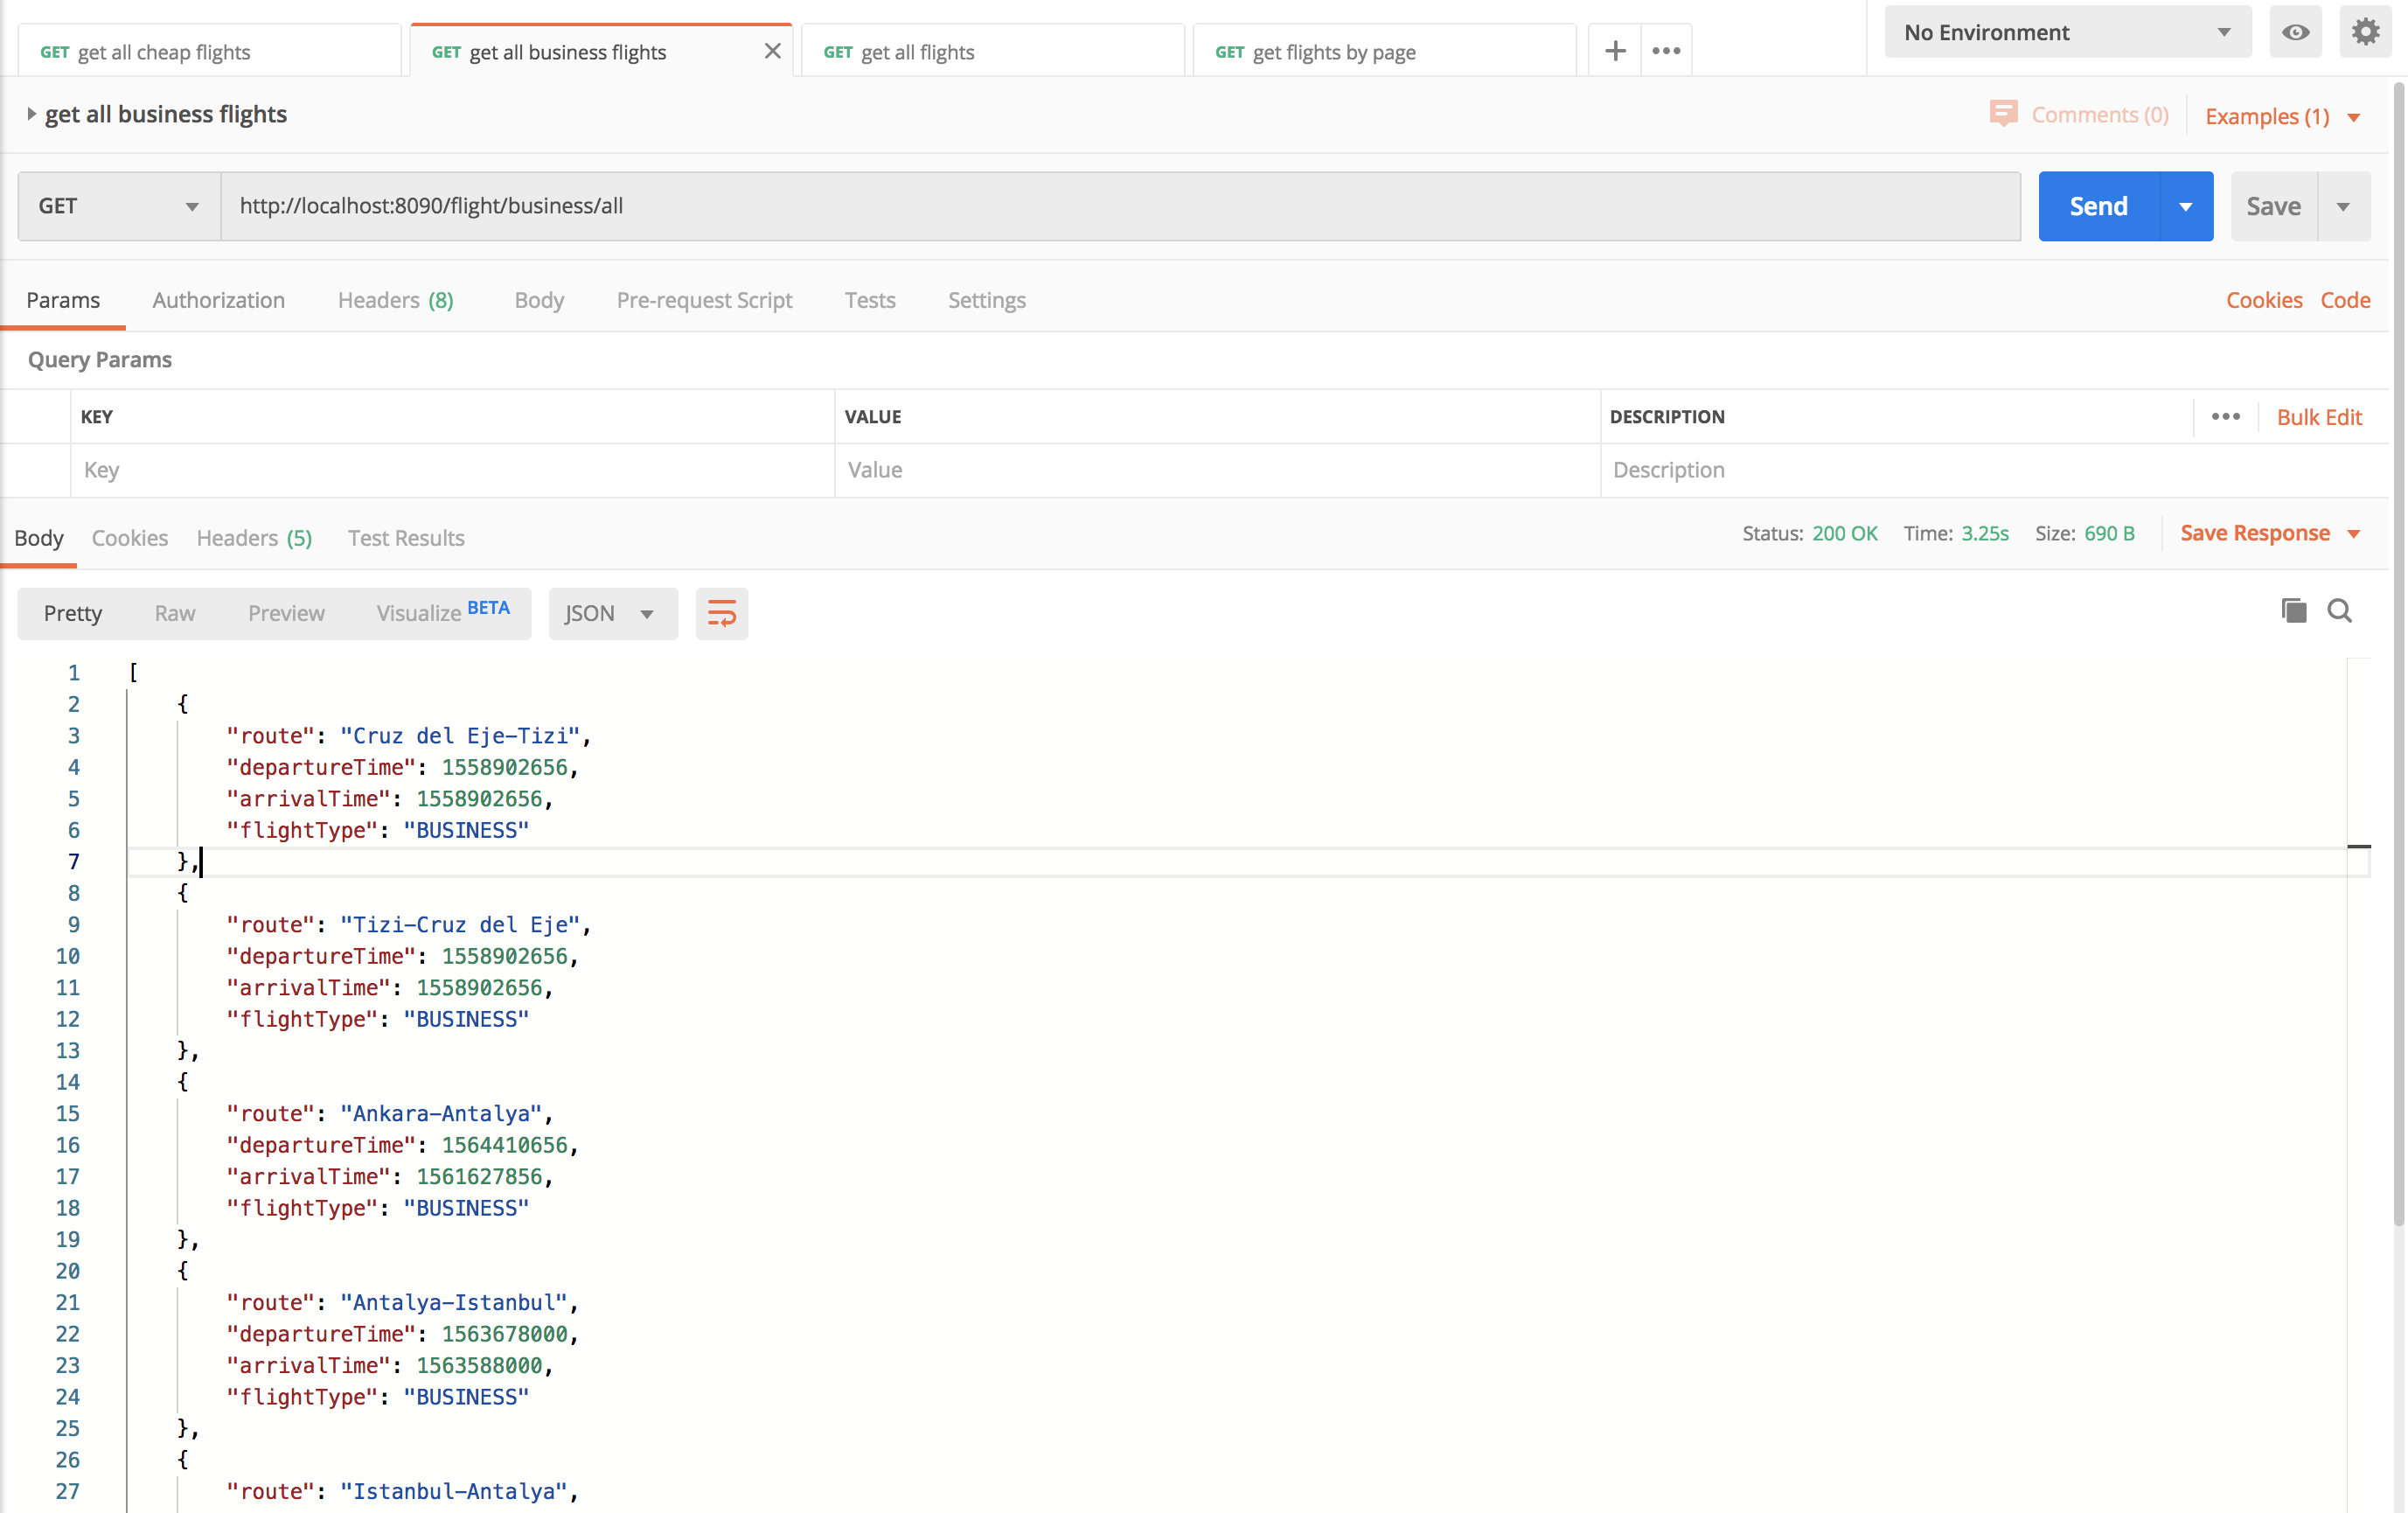 GET get all cheap flights GET get all business flights GET get all flights GET get flights by page No Environment
get all business flights Comments (0) Examples (1)
GET http://localhost:8090/flight/business/all Send Save
Params Authorization Headers (8) Body Pre-request Script Tests Settings Cookies Code
Query Params
KEY VALUE DESCRIPTION Bulk Edit
Key Value Description
Body Cookies Headers (5) Test Results Status: 200 OK Time: 3.25s Size: 690 B Save Response
Pretty Raw Preview Visualize BETA JSON
1 [
2 {
3 "route": "Cruz del Eje-Tizi",
4 "departureTime": 1558902656,
5 "arrivalTime": 1558902656,
6 "flightType": "BUSINESS"
7 },
8 {
9 "route": "Tizi-Cruz del Eje",
10 "departureTime": 1558902656,
11 "arrivalTime": 1558902656,
12 "flightType": "BUSINESS"
13 },
14 {
15 "route": "Ankara-Antalya",
16 "departureTime": 1564410656,
17 "arrivalTime": 1561627856,
18 "flightType": "BUSINESS"
19 },
20 {
21 "route": "Antalya-Istanbul",
22 "departureTime": 1563678000,
23 "arrivalTime": 1563588000,
24 "flightType": "BUSINESS"
25 },
26 {
27 "route": "Istanbul-Antalya",